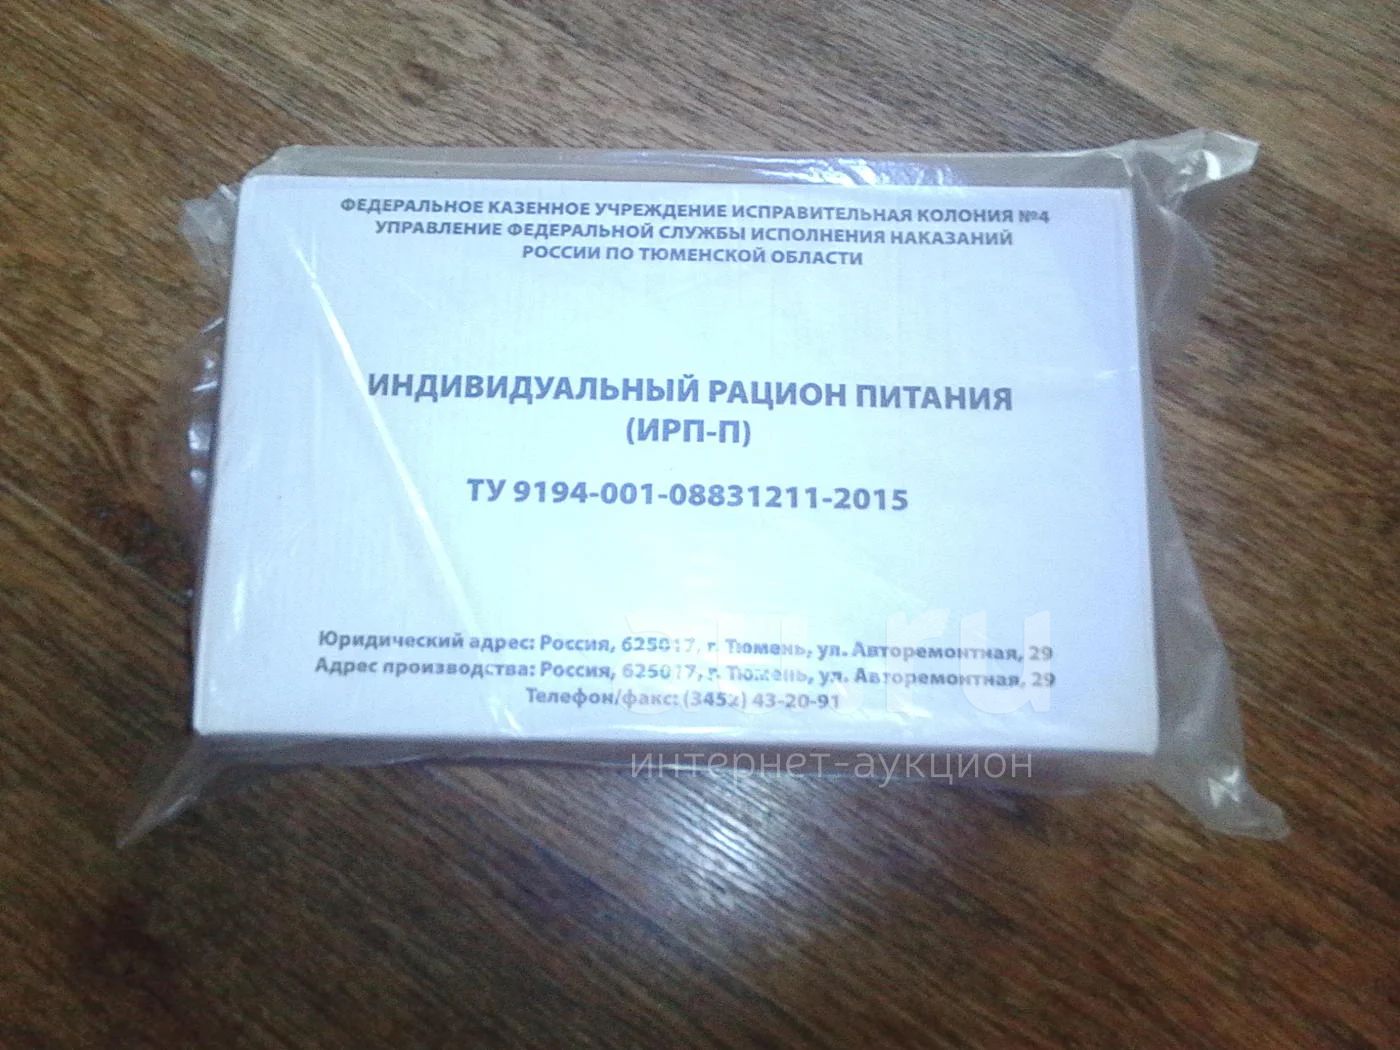 ФЕДЕРАЛЬНОЕ КАЗЕННОЕ УЧРЕЖДЕНИЕ ИСПРАВИТЕЛЬНАЯ КОЛОНИЯ №4
УПРАВЛЕНИЕ ФЕДЕРАЛЬНОЙ СЛУЖБЫ ИСПОЛНЕНИЯ НАКАЗАНИЙ
РОССИИ ПО ТЮМЕНСКОЙ ОБЛАСТИ
ИНДИВИДУАЛЬНЫЙ РАЦИОН ПИТАНИЯ
(ИРП-П)
ТУ 9194-001-08831211-2015
Юридический адрес: Россия, 625017, г. Тюмень, ул. Авторемонтная, 29
Адрес производства: Россия, 625017, г. Тюмень, ул. Авторемонтная, 29
Телефон/факс: (3452) 43-20-91
au.ru
интернет-аукцион